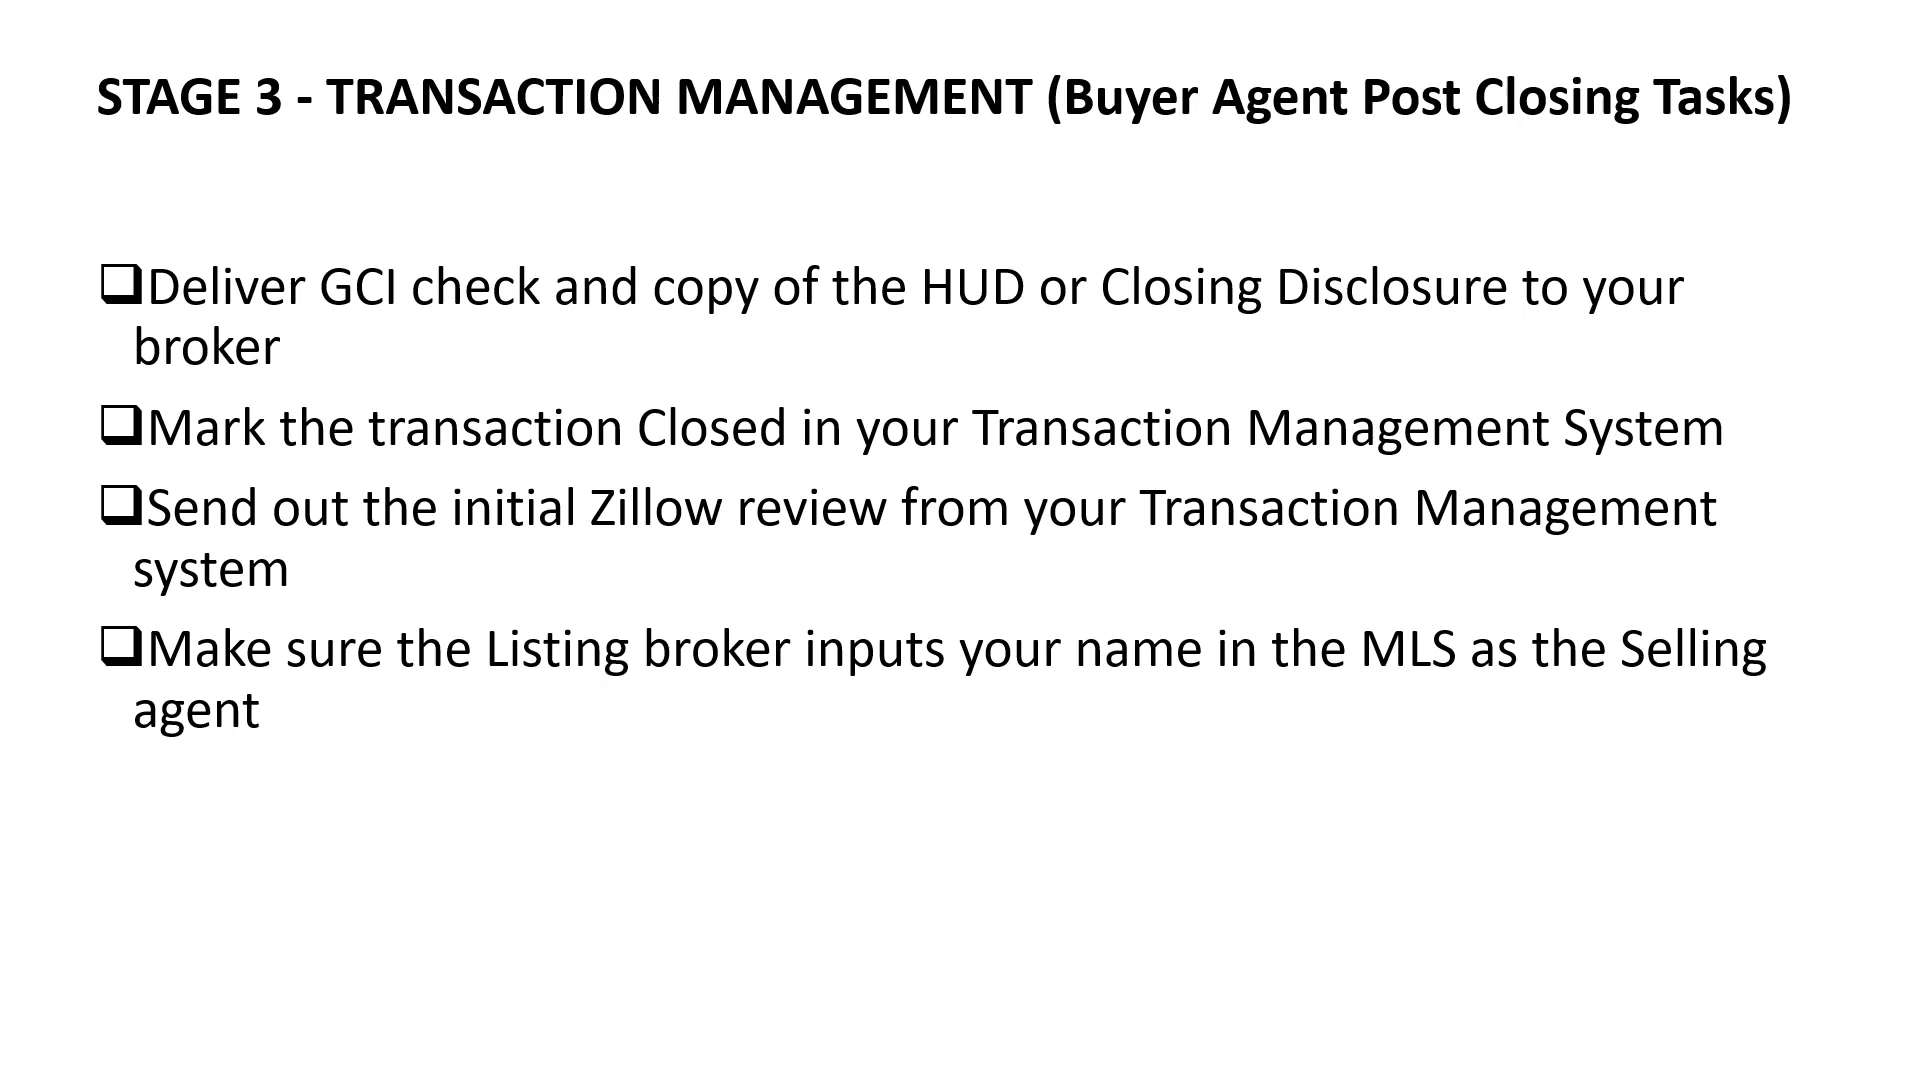 STAGE 3 - TRANSACTION MANAGEMENT (Buyer Agent Post Closing Tasks)
❑Deliver GCI check and copy of the HUD or Closing Disclosure to your
broker
❑Mark the transaction Closed in your Transaction Management System
❑Send out the initial Zillow review from your Transaction Management
system
❑Make sure the Listing broker inputs your name in the MLS as the Selling
agent